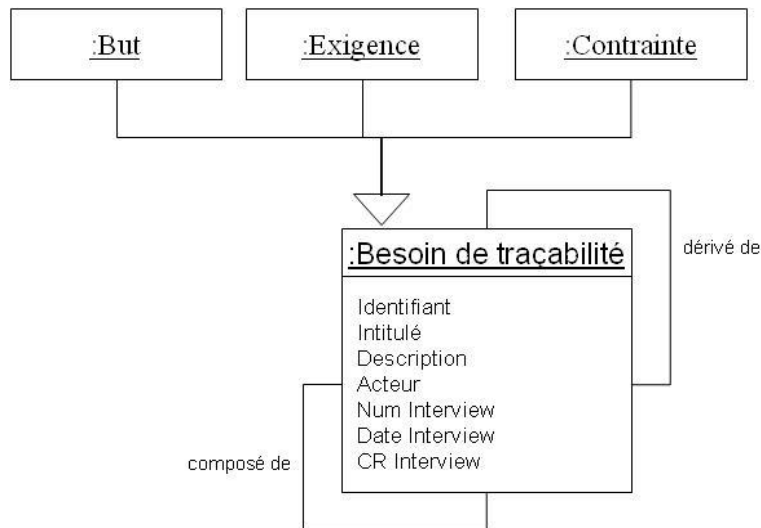 :But
:Exigence
:Contrainte
:Besoin de traçabilité
dérivé de
Identifiant
Intitulé
Description
Acteur
Num Interview
Date Interview
CR Interview
composé de